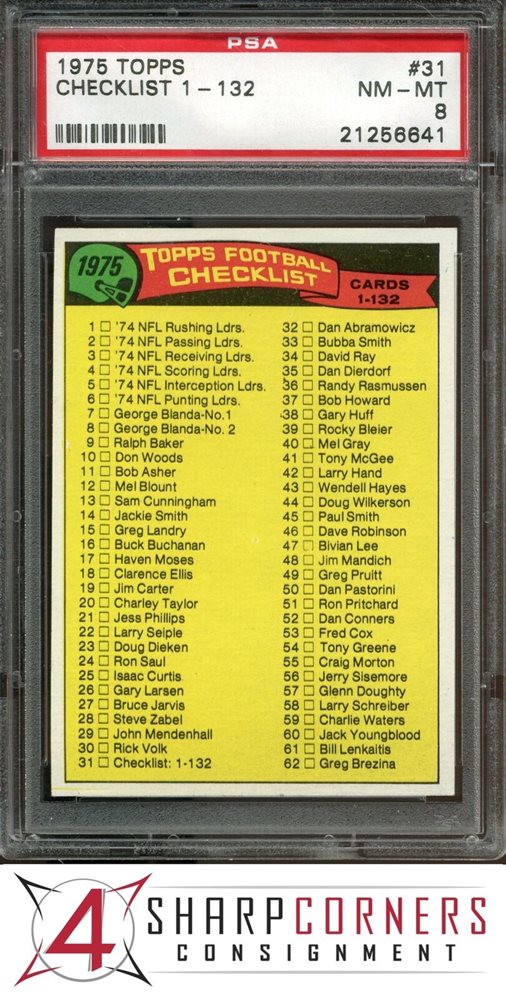 PSA
1975 TOPPS #31
CHECKLIST 1-132 NM-MT
8
21256641
1975
TOPPS FOOTBALL
CHECKLIST
CARDS
1-132
1 '74 NFL Rushing Ldrs.
2 '74 NFL Passing Ldrs.
3 '74 NFL Receiving Ldrs.
4 '74 NFL Scoring Ldrs.
5 '74 NFL Interception Ldrs.
6 '74 NFL Punting Ldrs.
7 George Blanda-No.1
8 George Blanda-No. 2
9 Ralph Baker
10 Don Woods
11 Bob Asher
12 Mel Blount
13 Sam Cunningham
14 Jackie Smith
15 Greg Landry
16 Buck Buchanan
17 Haven Moses
18 Clarence Ellis
19 Jim Carter
20 Charley Taylor
21 Jess Phillips
22 Larry Seiple
23 Doug Dieken
24 Ron Saul
25 Isaac Curtis
26 Gary Larsen
27 Bruce Jarvis
28 Steve Zabel
29 John Mendenhall
30 Rick Volk
31 Checklist: 1-132
32 Dan Abramowicz
33 Bubba Smith
34 David Ray
35 Dan Dierdorf
36 Randy Rasmussen
37 Bob Howard
38 Gary Huff
39 Rocky Bleier
40 Mel Gray
41 Tony McGee
42 Larry Hand
43 Wendell Hayes
44 Doug Wilkerson
45 Paul Smith
46 Dave Robinson
47 Bivian Lee
48 Jim Mandich
49 Greg Pruitt
50 Dan Pastorini
51 Ron Pritchard
52 Dan Conners
53 Fred Cox
54 Tony Greene
55 Craig Morton
56 Jerry Sisemore
57 Glenn Doughty
58 Larry Schreiber
59 Charlie Waters
60 Jack Youngblood
61 Bill Lenkaitis
62 Greg Brezina
4 SHARPCORNERS
CONSIGNMENT